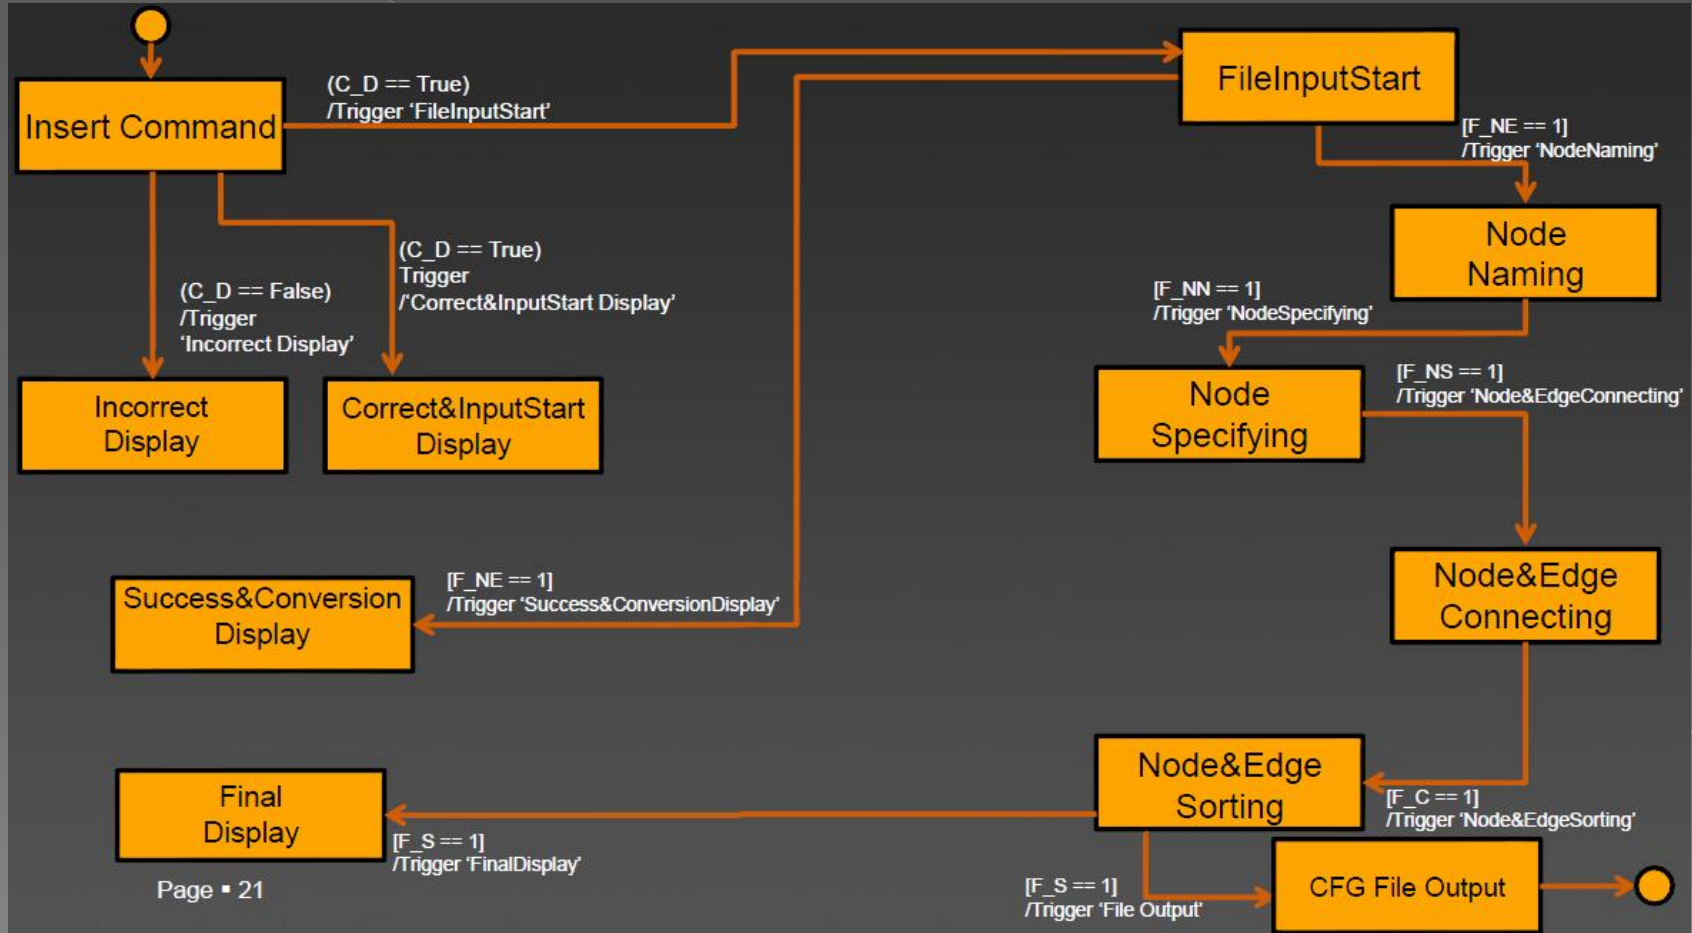 Insert Command
(C_D == True)
/Trigger 'FileInputStart'
FileInputStart
[F_NE == 1]
/Trigger 'NodeNaming'
Node
Naming
(C_D == True)
Trigger
/'Correct&InputStart Display'
(C_D == False)
/Trigger
'Incorrect Display'
[F_NN == 1]
/Trigger 'NodeSpecifying'
Incorrect
Display
Correct&InputStart
Display
Node
Specifying
[F_NS == 1]
/Trigger 'Node&EdgeConnecting'
Success&Conversion
Display
[F_NE == 1]
/Trigger 'Success&ConversionDisplay'
Node&Edge
Connecting
Final
Display
[F_S == 1]
/Trigger 'FinalDisplay'
Node&Edge
Sorting
[F_C == 1]
/Trigger 'Node&EdgeSorting'
[F_S == 1]
/Trigger 'File Output'
CFG File Output
Page ▪ 21